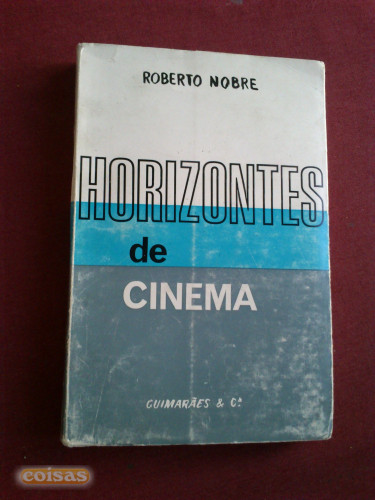 ROBERTO NOBRE
HORIZONTES
de
CINEMA
GUIMARÃES & Cª
coisas